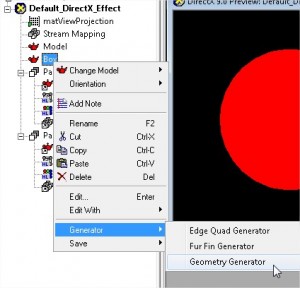 Default_DirectX_Effect
matViewProjection
Stream Mapping
Model
Bo
Pa
Pa
DirectX 9.0 Preview: Default_D
Change Model
Orientation
Add Note
Rename F2
Cut Ctrl-X
Copy Ctrl-C
Paste Ctrl-V
Delete Del
Edit... Enter
Edit With
Generator
Save
Edge Quad Generator
Fur Fin Generator
Geometry Generator